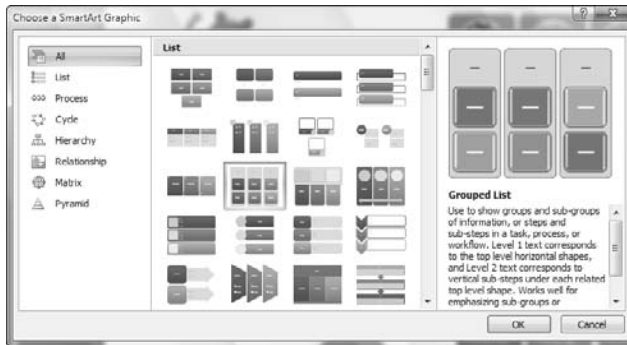 Choose a SmartArt Graphic
All
List
Process
Cycle
Hierarchy
Relationship
Matrix
Pyramid
List
Grouped List
Use to show groups and sub-groups
of information, or steps and
sub-steps in a task, process, or
workflow. Level 1 text corresponds
to the top level horizontal shapes,
and Level 2 text corresponds to
vertical sub-steps under each related
top level shape. Works well for
emphasizing sub-groups or
OK
Cancel